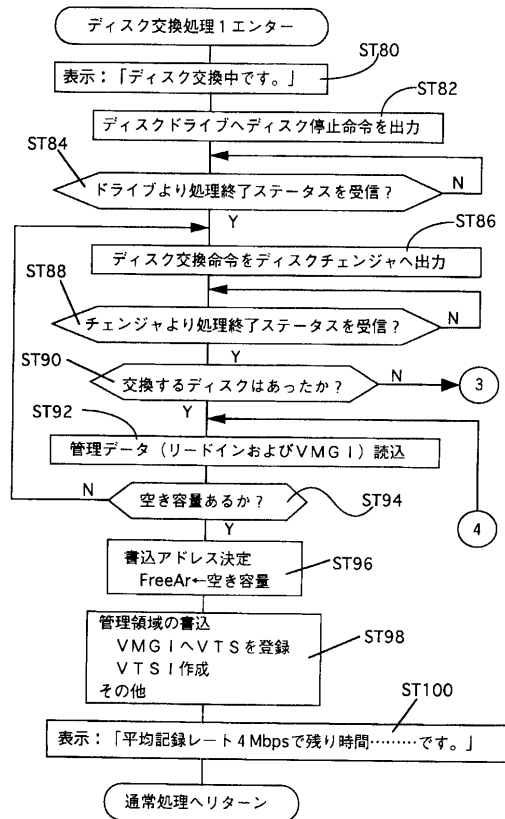 ディスク交換処理1エンター
ST80
表示：「ディスク交換中です。」
ST82
ディスクドライブへディスク停止命令を出力
ST84
ドライブより処理終了ステータスを受信？
N
Y
ST86
ディスク交換命令をディスクチェンジャへ出力
ST88
チェンジャより処理終了ステータスを受信？
N
Y
ST90
交換するディスクはあったか？
N
3
Y
ST92
管理データ（リードインおよびVMGI）読込
N
空き容量あるか？
ST94
4
Y
書込アドレス決定
FreeAr←空き容量
ST96
管理領域の書込
VMGIへVTSを登録
VTSI作成
その他
ST98
ST100
表示：「平均記録レート4Mbpsで残り時間………です。」
通常処理へリターン